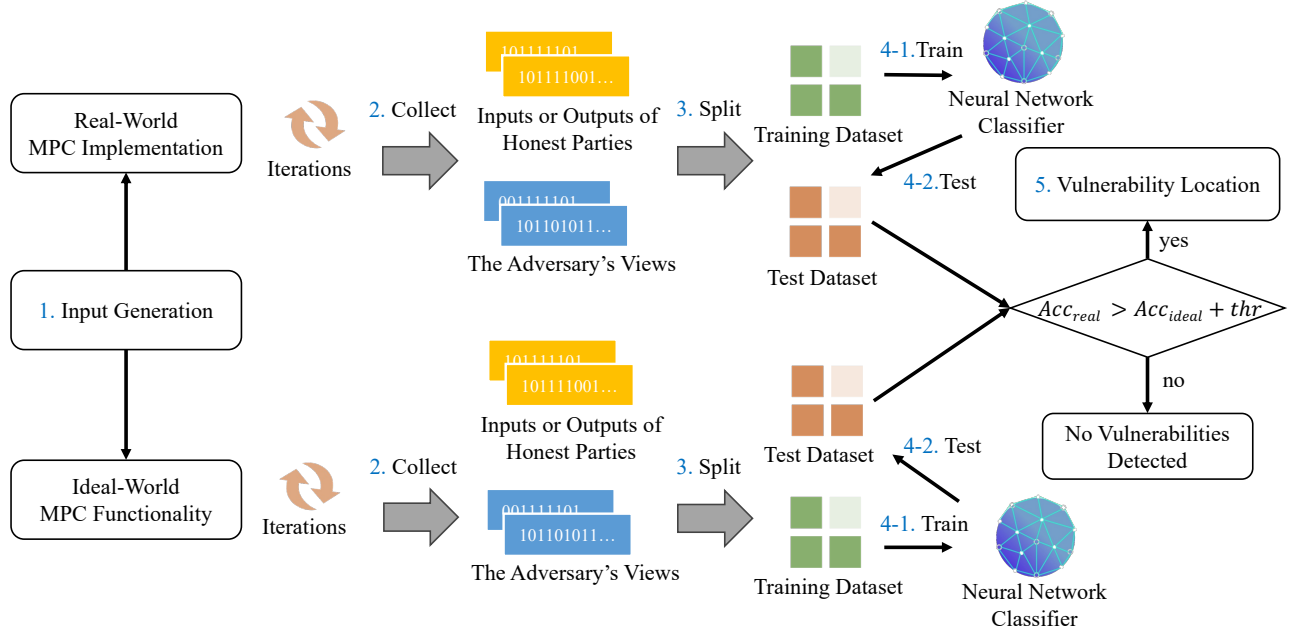 Real-World
MPC Implementation
Iterations
2. Collect
101111101
101111001...
Inputs or Outputs of
Honest Parties
001111101
101101011...
The Adversary's Views
3. Split
Training Dataset
4-1.Train
Neural Network
Classifier
4-2.Test
Test Dataset
5. Vulnerability Location
yes
1. Input Generation
Acc_real > Acc_ideal + thr
no
No Vulnerabilities
Detected
Ideal-World
MPC Functionality
Iterations
2. Collect
101111101
101111001...
Inputs or Outputs of
Honest Parties
001111101
101101011...
The Adversary's Views
3. Split
Test Dataset
4-2. Test
Training Dataset
4-1. Train
Neural Network
Classifier